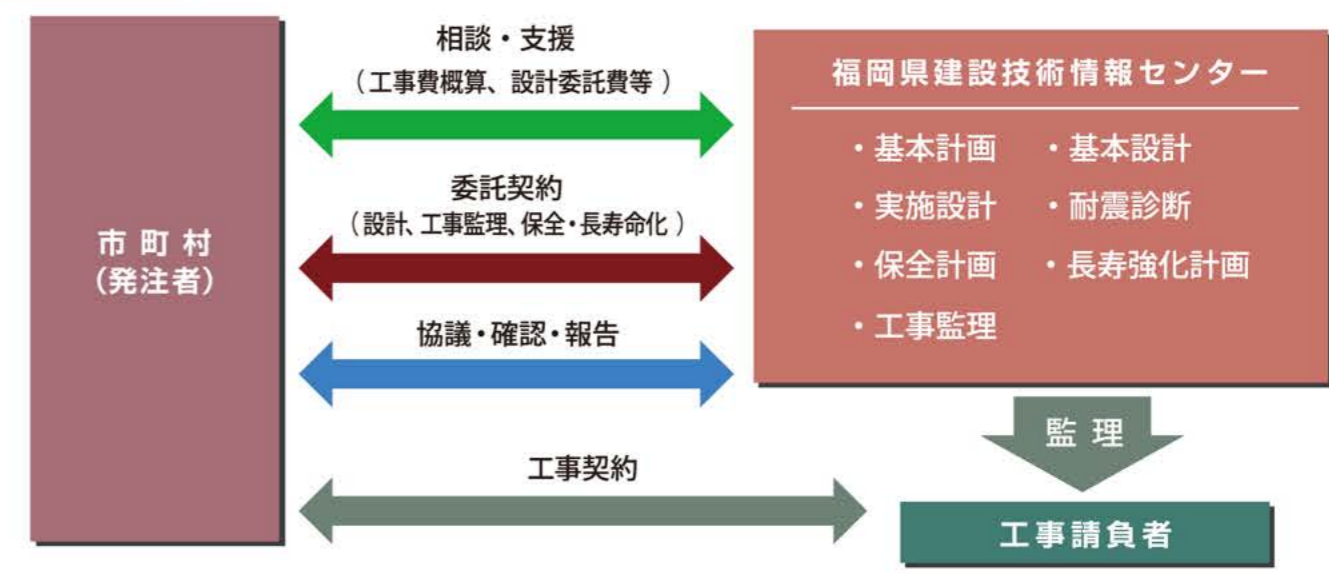 市町村
(発注者)
相談・支援
(工事費概算、設計委託費等)
委託契約
(設計、工事監理、保全・長寿命化)
協議・確認・報告
工事契約
福岡県建設技術情報センター
・基本計画 ・基本設計
・実施設計 ・耐震診断
・保全計画 ・長寿強化計画
・工事監理
監理
工事請負者